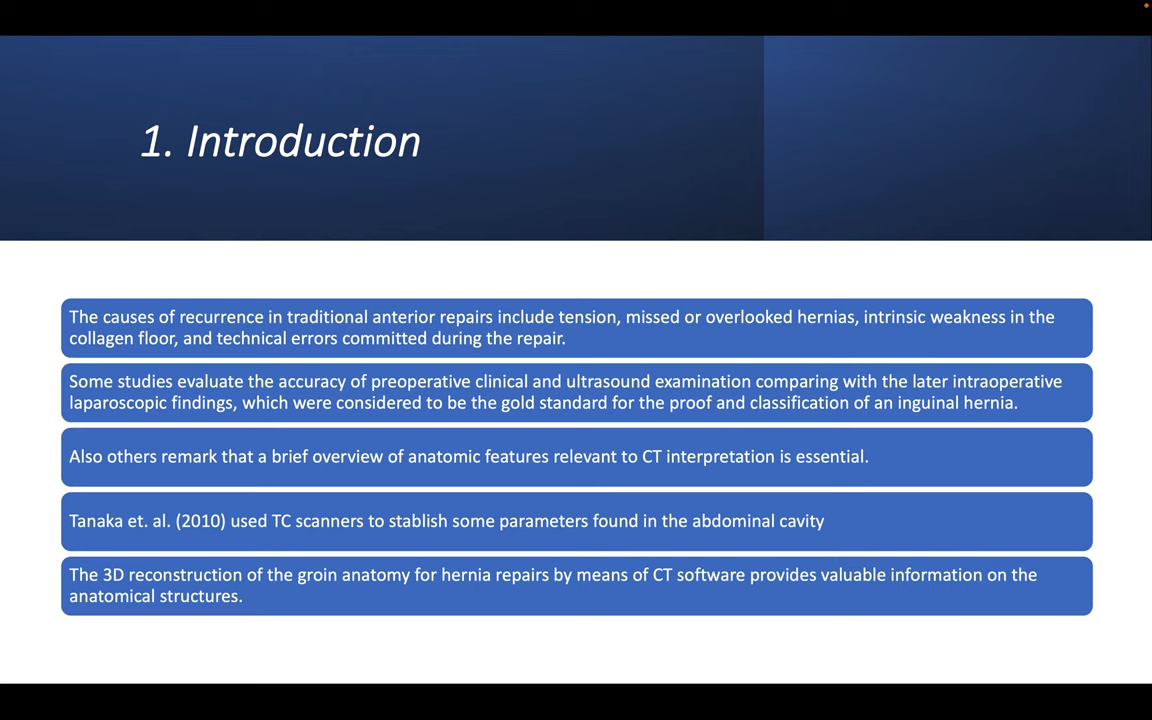 1. Introduction
The causes of recurrence in traditional anterior repairs include tension, missed or overlooked hernias, intrinsic weakness in the
collagen floor, and technical errors committed during the repair.
Some studies evaluate the accuracy of preoperative clinical and ultrasound examination comparing with the later intraoperative
laparoscopic findings, which were considered to be the gold standard for the proof and classification of an inguinal hernia.
Also others remark that a brief overview of anatomic features relevant to CT interpretation is essential.
Tanaka et. al. (2010) used TC scanners to stablish some parameters found in the abdominal cavity
The 3D reconstruction of the groin anatomy for hernia repairs by means of CT software provides valuable information on the
anatomical structures.